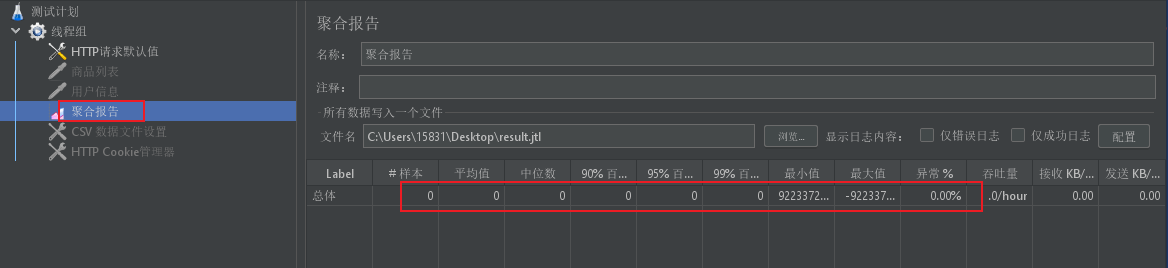 测试计划
线程组
HTTP请求默认值
商品列表
用户信息
聚合报告
CSV 数据文件设置
HTTP Cookie管理器
聚合报告
名称： 聚合报告
注释：
所有数据写入一个文件
文件名 C:\Users\15831\Desktop\result.jtl 浏览... 显示日志内容： 仅错误日志 仅成功日志 配置
Label # 样本 平均值 中位数 90% 百... 95% 百... 99% 百... 最小值 最大值 异常 % 吞吐量 接收 KB/... 发送 KB/...
总体 0 0 0 0 0 0 9223372... -922337... 0.00% .0/hour 0.00 0.00